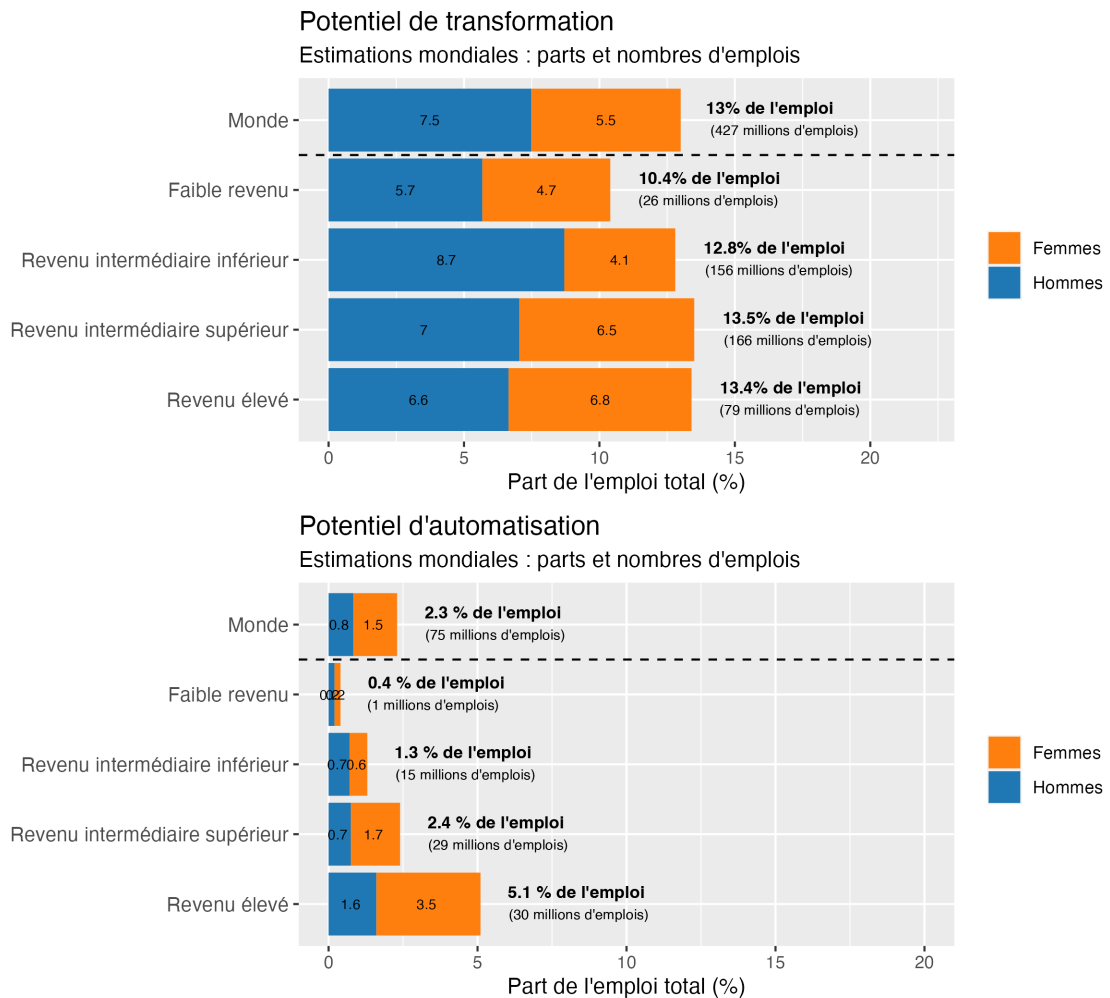 Potentiel de transformation
Estimations mondiales : parts et nombres d'emplois
Monde
7.5
5.5
13% de l'emploi
(427 millions d'emplois)
Faible revenu
5.7
4.7
10.4% de l'emploi
(26 millions d'emplois)
Revenu intermédiaire inférieur
8.7
4.1
12.8% de l'emploi
(156 millions d'emplois)
Revenu intermédiaire supérieur
7
6.5
13.5% de l'emploi
(166 millions d'emplois)
Revenu élevé
6.6
6.8
13.4% de l'emploi
(79 millions d'emplois)
0 5 10 15 20
Part de l'emploi total (%)
Femmes
Hommes
Potentiel d'automatisation
Estimations mondiales : parts et nombres d'emplois
Monde
0.8
1.5
2.3 % de l'emploi
(75 millions d'emplois)
Faible revenu
0.2
0.2
0.4 % de l'emploi
(1 millions d'emplois)
Revenu intermédiaire inférieur
0.7
0.6
1.3 % de l'emploi
(15 millions d'emplois)
Revenu intermédiaire supérieur
0.7
1.7
2.4 % de l'emploi
(29 millions d'emplois)
Revenu élevé
1.6
3.5
5.1 % de l'emploi
(30 millions d'emplois)
0 5 10 15 20
Part de l'emploi total (%)
Femmes
Hommes